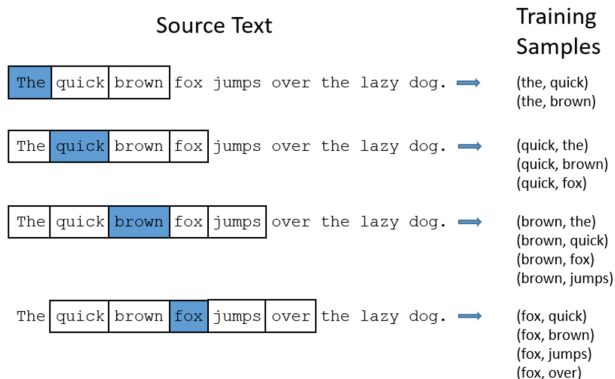 Source Text
Training
Samples
The quick brown fox jumps over the lazy dog.
(the, quick)
(the, brown)
The quick brown fox jumps over the lazy dog.
(quick, the)
(quick, brown)
(quick, fox)
The quick brown fox jumps over the lazy dog.
(brown, the)
(brown, quick)
(brown, fox)
(brown, jumps)
The quick brown fox jumps over the lazy dog.
(fox, quick)
(fox, brown)
(fox, jumps)
(fox, over)